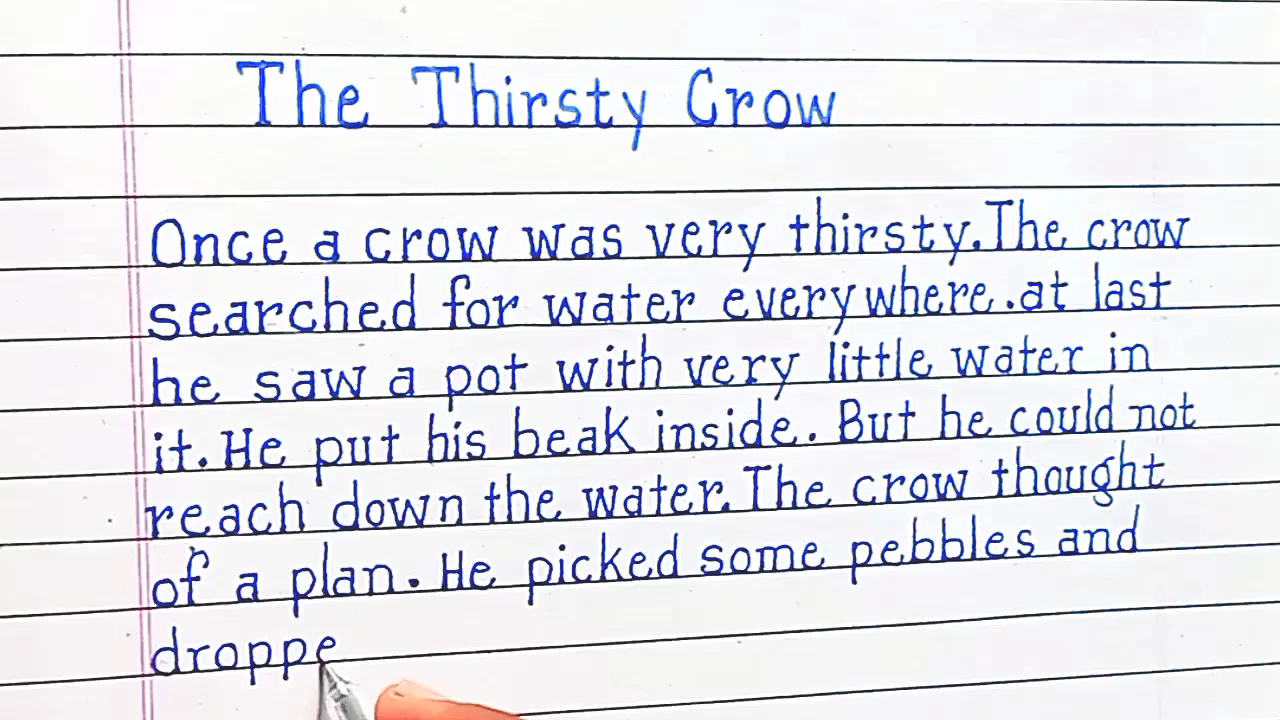 The Thirsty Crow
Once a crow was very thirsty. The crow
searched for water everywhere. at last
he saw a pot with very little water in
it. He put his beak inside. But he could not
reach down the water. The crow thought
of a plan. He picked some pebbles and
droppe